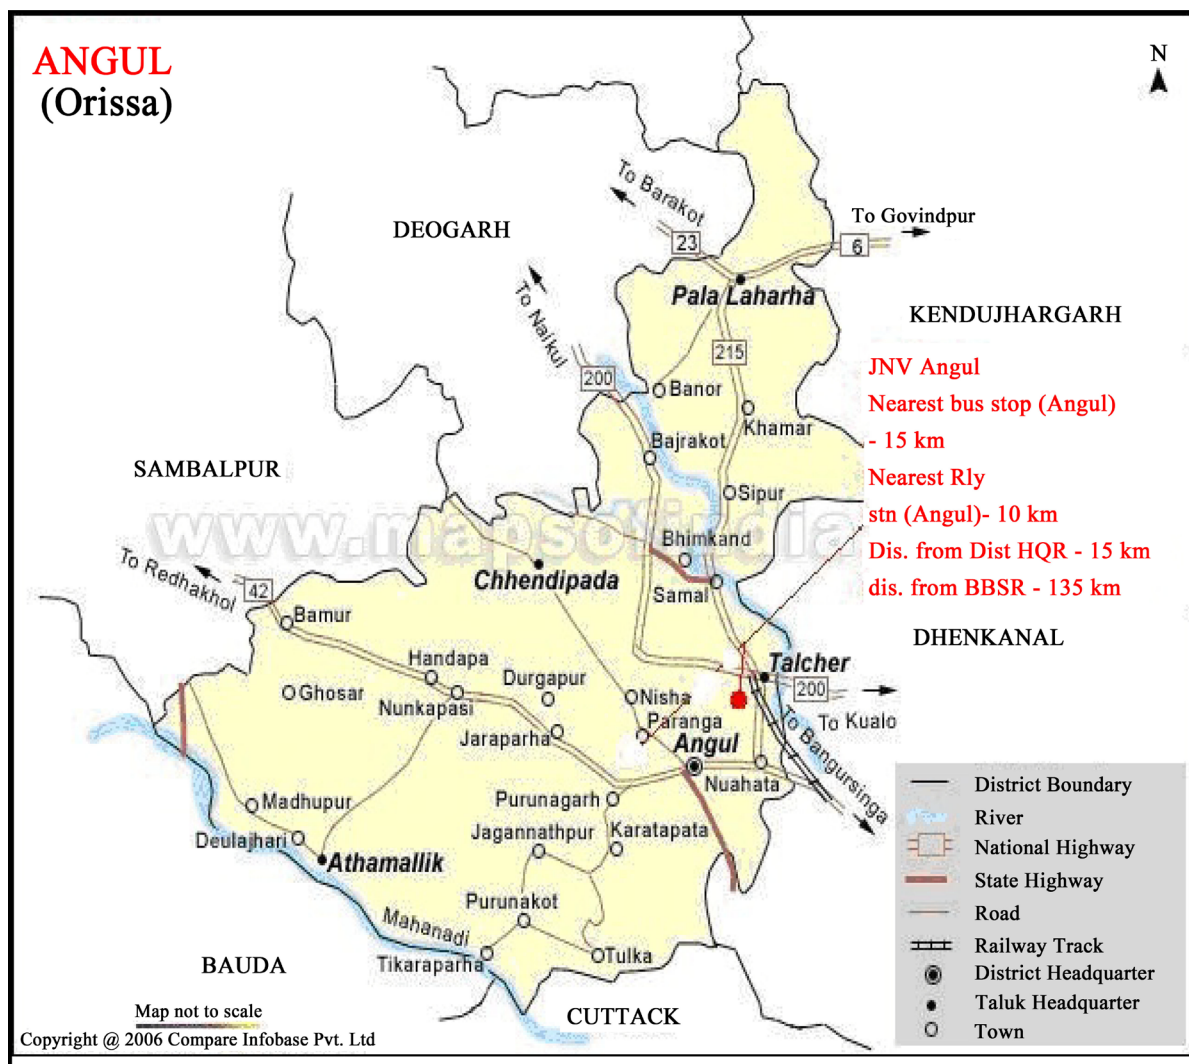 ANGUL
(Orissa)
N
To Barakot
To Govindpur
23
6
DEOGARH
To Naikul
Pala Laharha
KENDUJHARGARH
215
200
JNV Angul
Nearest bus stop (Angul)
- 15 km
Nearest Rly
stn (Angul)- 10 km
Dis. from Dist HQR - 15 km
dis. from BBSR - 135 km
Banor
Khamar
Bajrakot
SAMBALPUR
Sipur
www.mapsofindia
Bhimkand
To Redhakhol
42
Chhendipada
Samal
Bamur
DHENKANAL
Handapa
Talcher
Ghosar
Durgapur
Nisha
200
Nunkapasi
To Kualo
Paranga
Jaraparha
Angul
To Bangursinga
Nuahata
Purunagarh
Madhupur
Jagannathpur
Karatapata
Deulajhari
Athamallik
Purunakot
Mahanadi
Tikaraparha
Tulka
BAUDA
CUTTACK
District Boundary
River
National Highway
State Highway
Road
Railway Track
District Headquarter
Taluk Headquarter
Town
Map not to scale
Copyright @ 2006 Compare Infobase Pvt. Ltd